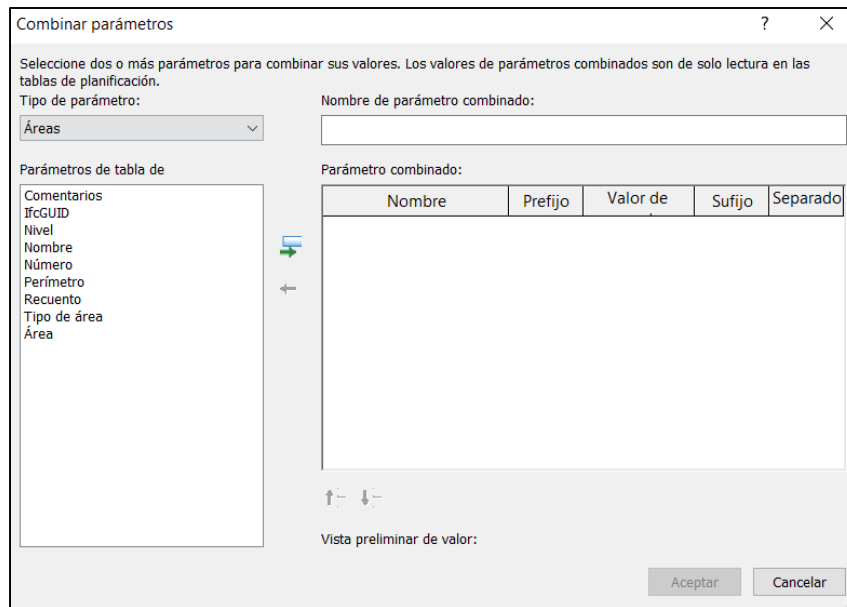 Combinar parámetros
?
Seleccione dos o más parámetros para combinar sus valores. Los valores de parámetros combinados son de solo lectura en las
tablas de planificación.
Tipo de parámetro:
Nombre de parámetro combinado:
Áreas
Parámetros de tabla de
Parámetro combinado:
Comentarios
IfcGUID
Nivel
Nombre
Número
Perímetro
Recuento
Tipo de área
Área
Nombre
Prefijo
Valor de
Sufijo
Separado
Vista preliminar de valor:
Aceptar
Cancelar